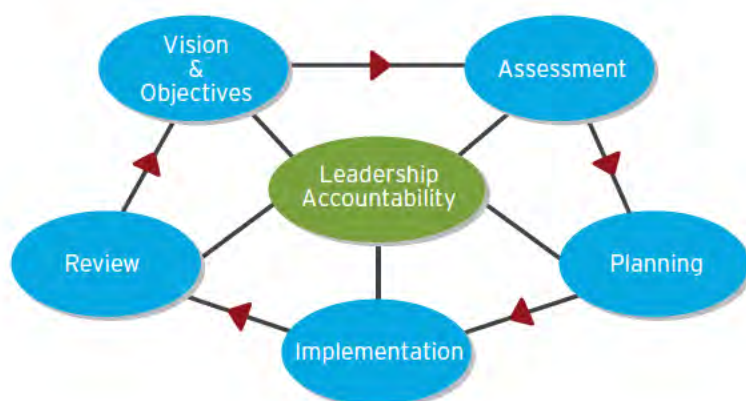 Vision
&
Objectives
Assessment
Leadership
Accountability
Review
Planning
Implementation